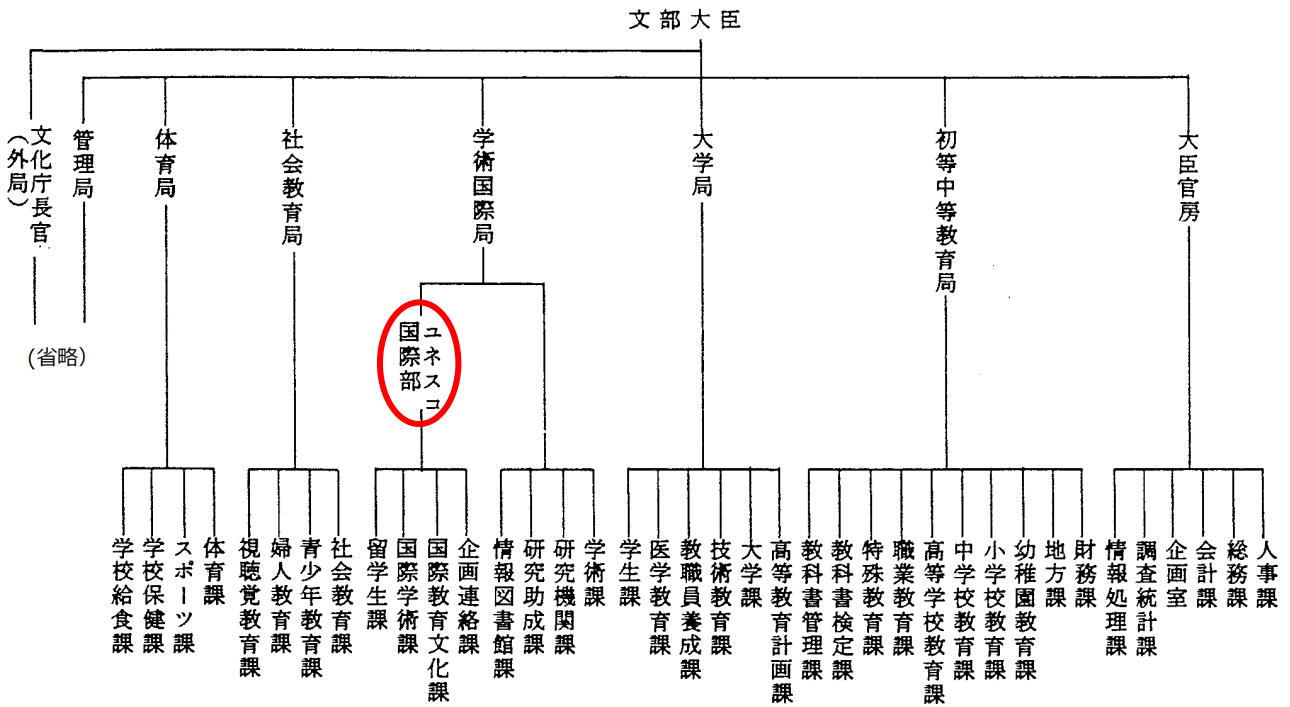 文部大臣
大臣官房
初等中等教育局
大学局
学術国際局
社会教育局
体育局
管理局
文化庁長官
（外局）
(省略)
ユネスコ
国際部
人事課
総務課
会計課
企画室
調査統計課
情報処理課
財務課
地方課
幼稚園教育課
小学校教育課
中学校教育課
高等学校教育課
職業教育課
特殊教育課
教科書検定課
教科書管理課
高等教育計画課
大学課
技術教育課
教職員養成課
医学教育課
学生課
学術課
研究機関課
研究助成課
情報図書館課
企画連絡課
国際教育文化課
国際学術課
留学生課
社会教育課
青少年教育課
婦人教育課
視聴覚教育課
体育課
スポーツ課
学校保健課
学校給食課